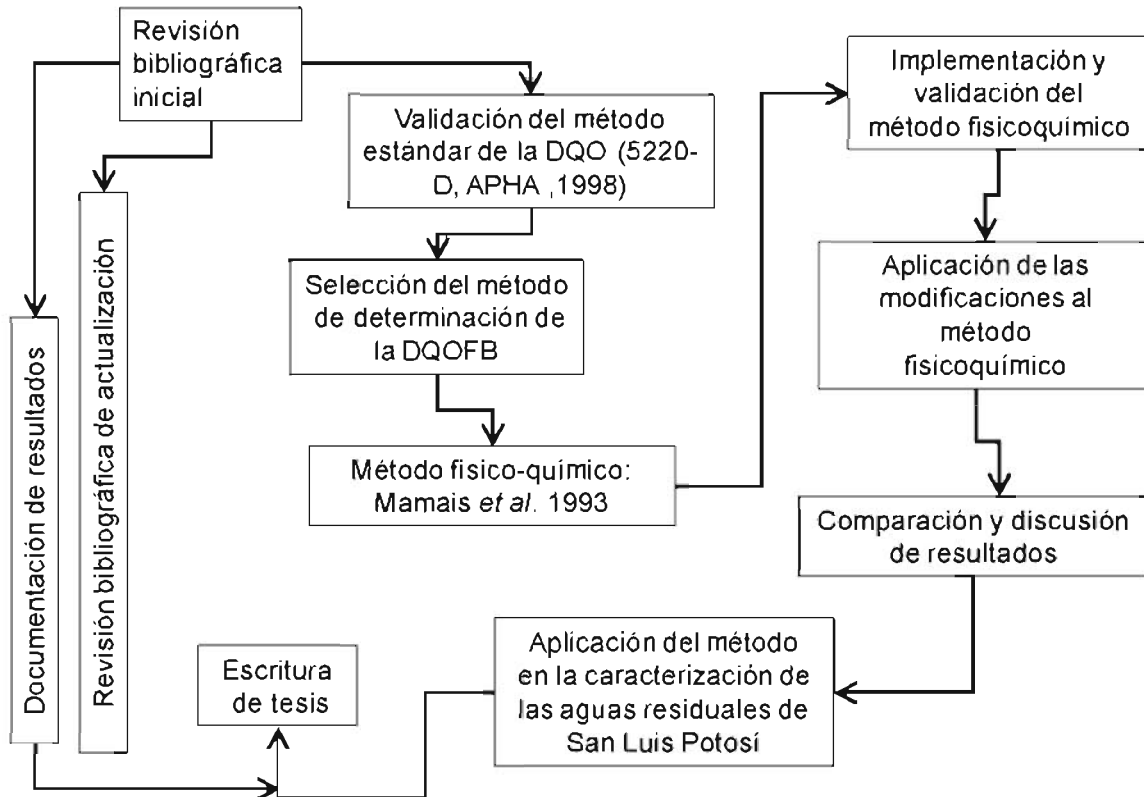 Revisión
bibliográfica
inicial
Validación del método
estándar de la DQO (5220-
D, APHA ,1998)
Selección del método
de determinación de
la DQOFB
Método fisico-químico:
Mamais et al. 1993
Implementación y
validación del
método fisicoquímico
Aplicación de las
modificaciones al
método
fisicoquímico
Comparación y discusión
de resultados
Aplicación del método
en la caracterización de
las aguas residuales de
San Luis Potosí
Escritura
de tesis
Documentación de resultados
Revisión bibliográfica de actualización